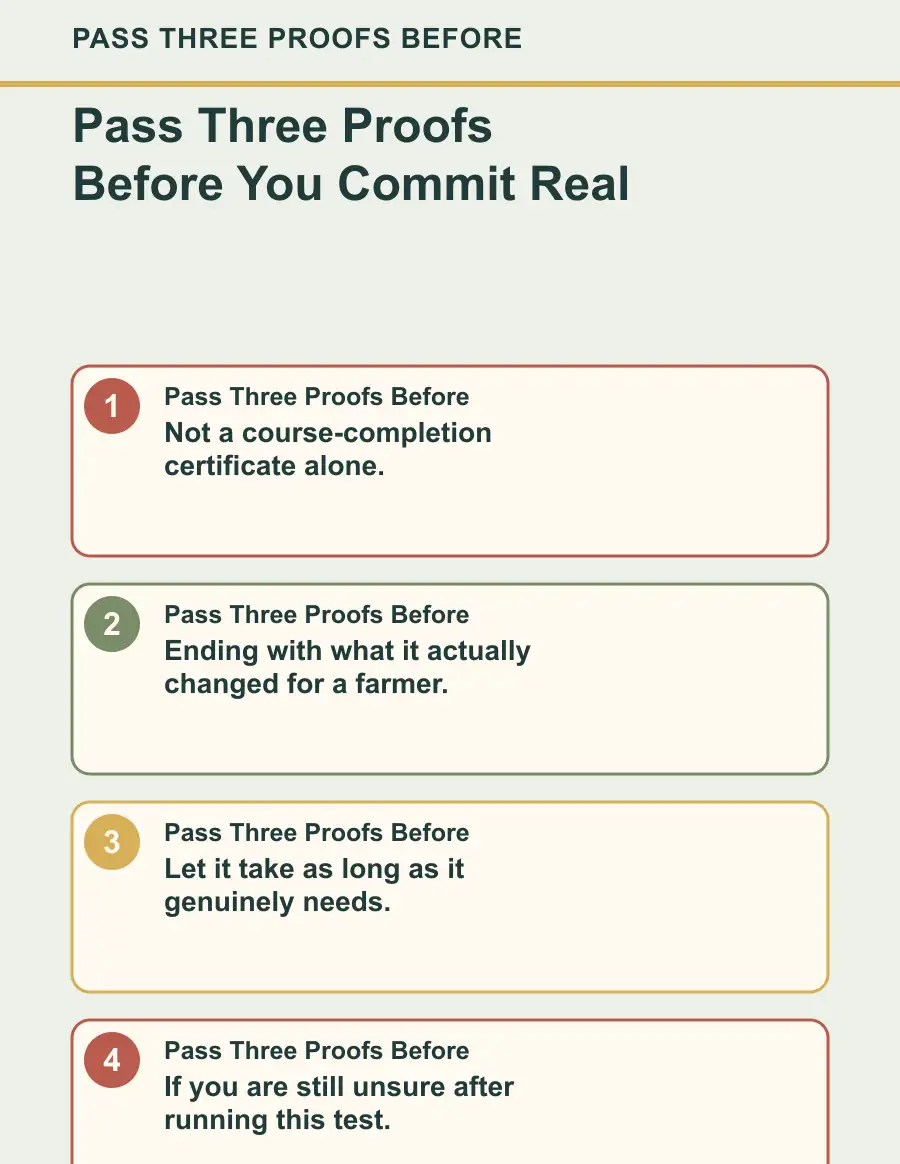 PASS THREE PROOFS BEFORE
Pass Three Proofs
Before You Commit Real
1
Pass Three Proofs Before
Not a course-completion
certificate alone.
2
Pass Three Proofs Before
Ending with what it actually
changed for a farmer.
3
Pass Three Proofs Before
Let it take as long as it
genuinely needs.
4
Pass Three Proofs Before
If you are still unsure after
running this test.